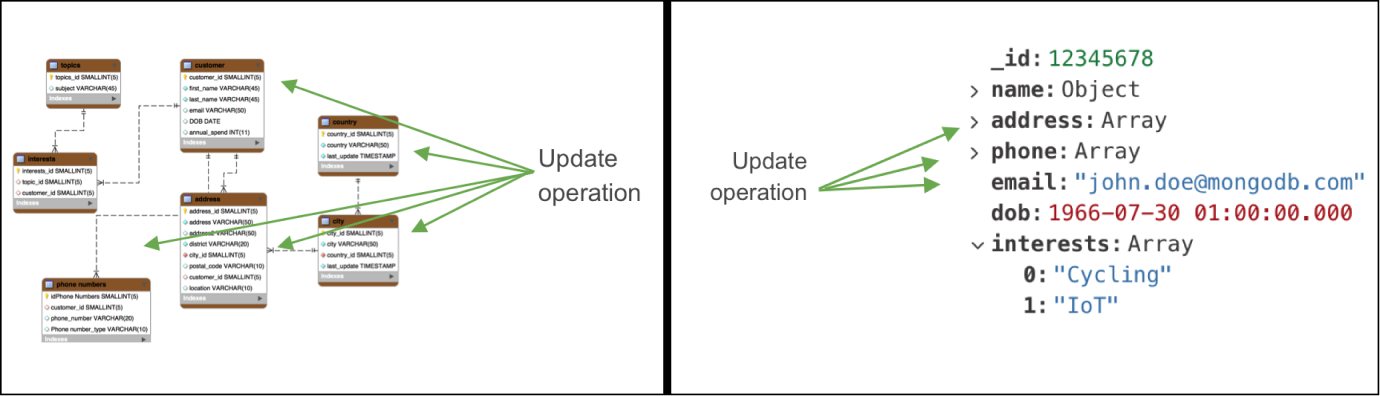 topics
topics_id SMALLINT(5)
subject VARCHAR(45)
Indexes
customer
customer_id SMALLINT(5)
first_name VARCHAR(45)
last_name VARCHAR(45)
email VARCHAR(50)
DOB DATE
annual_spend INT(11)
Indexes
country
country_id SMALLINT(5)
country VARCHAR(50)
last_update TIMESTAMP
Indexes
interests
interests_id SMALLINT(5)
topic_id SMALLINT(5)
customer_id SMALLINT(5)
Indexes
address
address_id SMALLINT(5)
address VARCHAR(50)
address2 VARCHAR(50)
district VARCHAR(20)
city_id SMALLINT(5)
postal_code VARCHAR(10)
customer_id SMALLINT(5)
location VARCHAR(10)
Indexes
city
city_id SMALLINT(5)
city VARCHAR(50)
country_id SMALLINT(5)
last_update TIMESTAMP
Indexes
phone numbers
idPhone Numbers SMALLINT(5)
customer_id SMALLINT(5)
phone_number VARCHAR(20)
Phone number_type VARCHAR(10)
Indexes
Update
operation
Update
operation
_id: 12345678
name: Object
address: Array
phone: Array
email: "john.doe@mongodb.com"
dob: 1966-07-30 01:00:00.000
interests: Array
0: "Cycling"
1: "IoT"